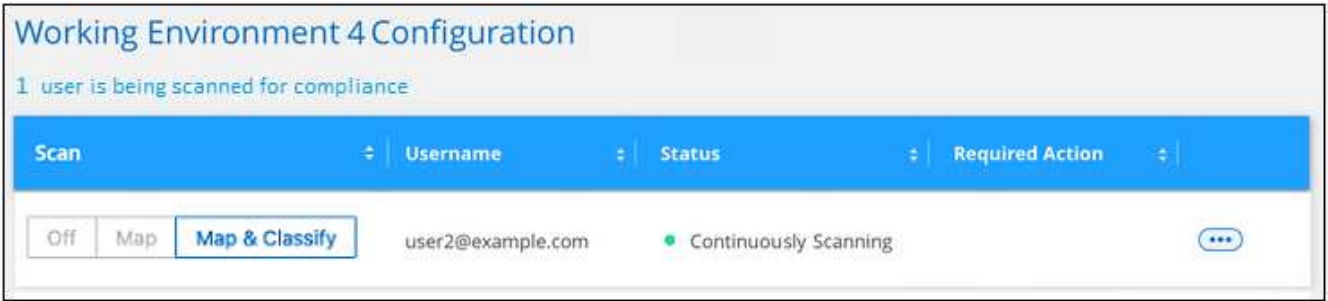 Working Environment 4 Configuration
1 user is being scanned for compliance
Scan Username Status Required Action
Off Map Map & Classify user2@example.com Continuously Scanning